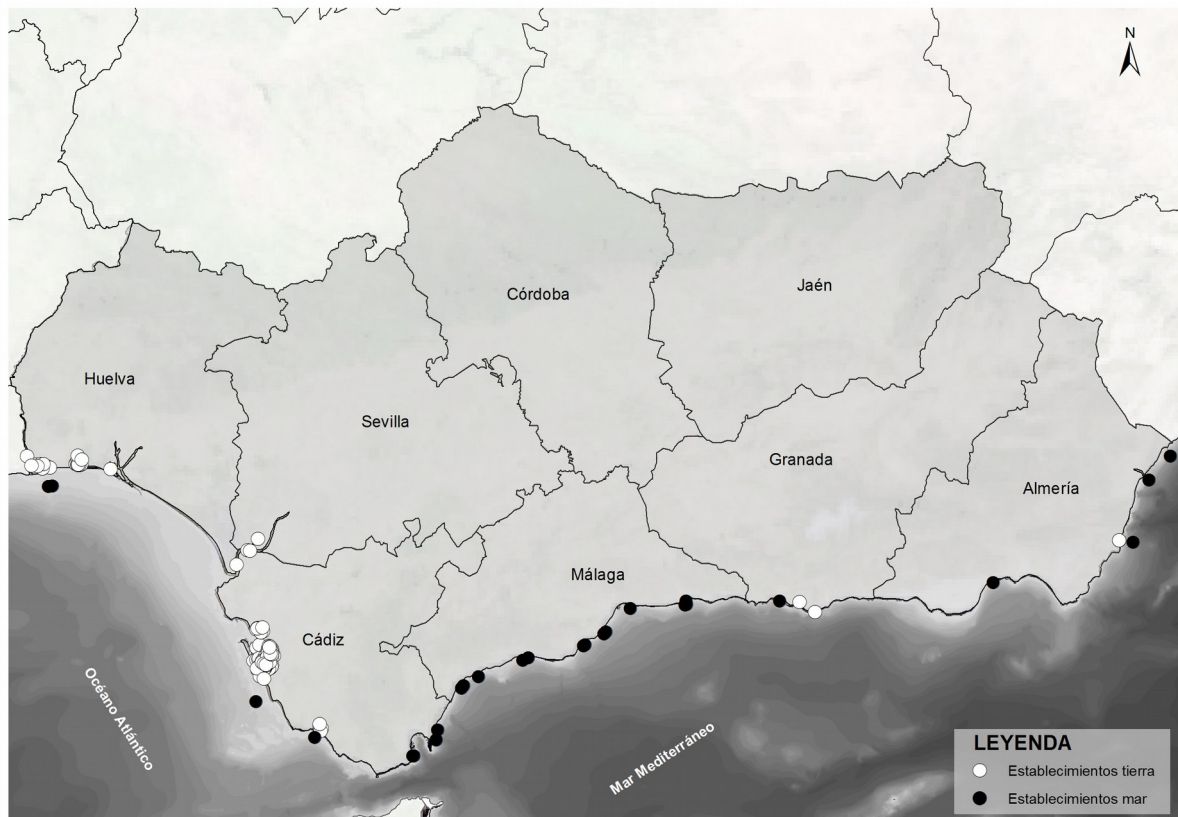 N
Córdoba
Jaén
Huelva
Sevilla
Granada
Almería
Málaga
Cádiz
Océano Atlántico
Mar Mediterráneo
LEYENDA
Establecimientos tierra
Establecimientos mar